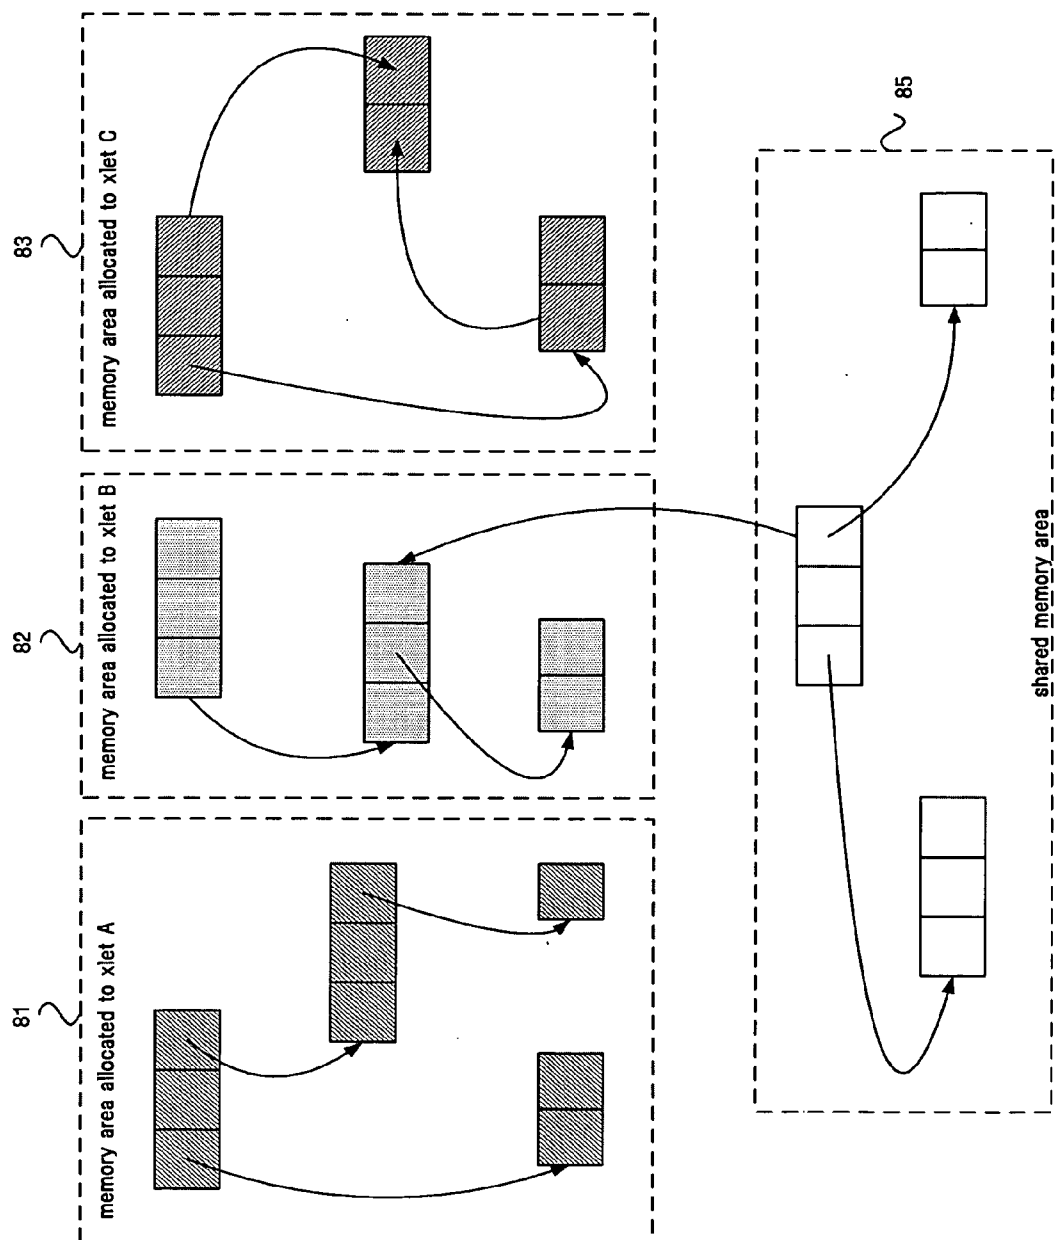 81
memory area allocated to xlet A
82
memory area allocated to xlet B
83
memory area allocated to xlet C
85
shared memory area